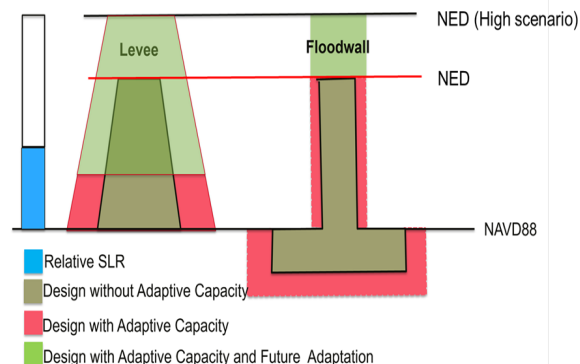 NED (High scenario)
Levee
Floodwall
NED
NAVD88
Relative SLR
Design without Adaptive Capacity
Design with Adaptive Capacity
Design with Adaptive Capacity and Future Adaptation